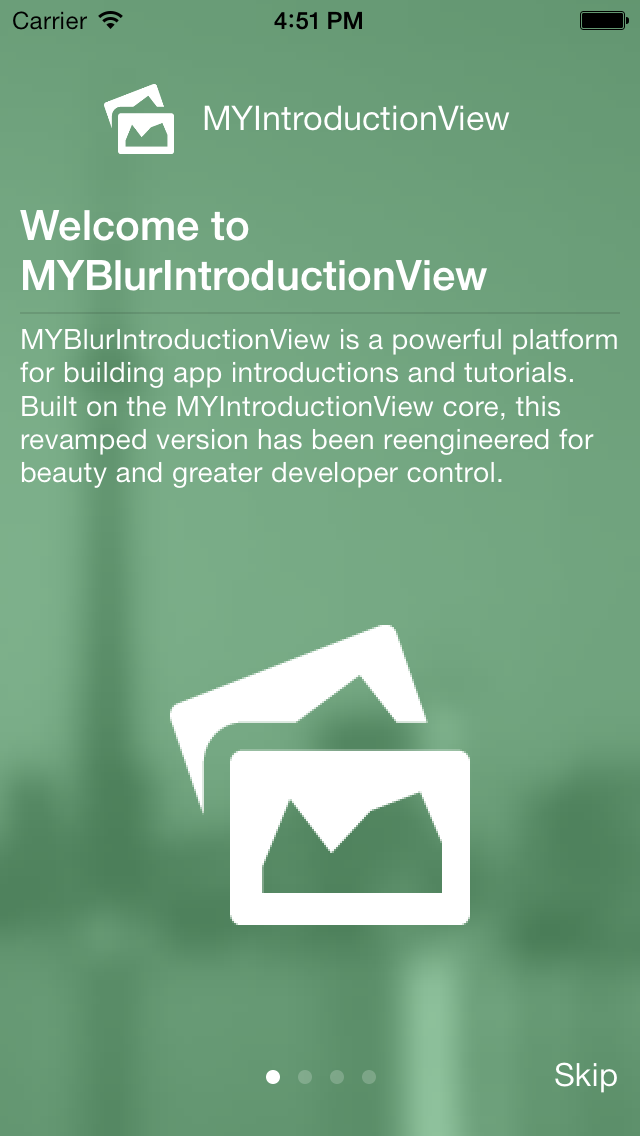 Carrier 4:51 PM
MYIntroductionView
Welcome to
MYBlurIntroductionView
MYBlurIntroductionView is a powerful platform
for building app introductions and tutorials.
Built on the MYIntroductionView core, this
revamped version has been reengineered for
beauty and greater developer control.
Skip